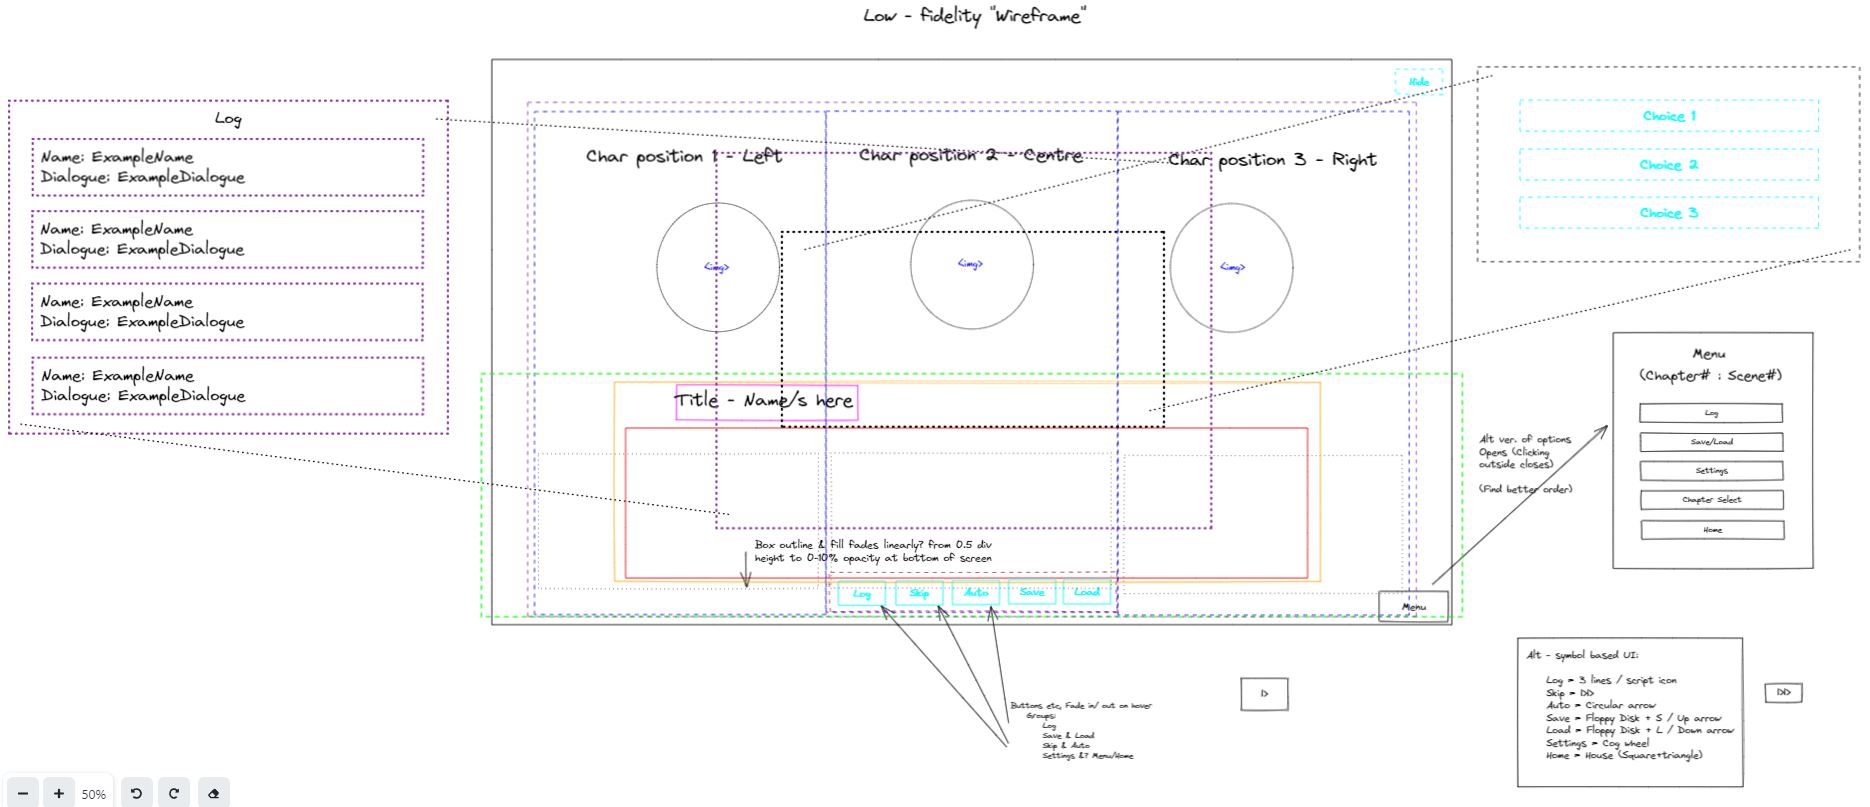 Low - fidelity "Wireframe"
Hide
Log
Name: ExampleName
Dialogue: ExampleDialogue
Name: ExampleName
Dialogue: ExampleDialogue
Name: ExampleName
Dialogue: ExampleDialogue
Name: ExampleName
Dialogue: ExampleDialogue
Char position 1 - Left
Char position 2 - Centre
Char position 3 - Right
<img>
<img>
<img>
Choice 1
Choice 2
Choice 3
Title - Name/s here
Box outline & fill fades linearly? from 0.5 div
height to 0-10% opacity at bottom of screen
Log
Skip
Auto
Save
Load
Menu
Menu
(Chapter# : Scene#)
Log
Save/Load
Settings
Chapter Select
Home
Alt ver. of options
Opens (Clicking
outside closes)
(Find better order)
Buttons etc, Fade in/ out on hover
Groups:
Log
Save & Load
Skip & Auto
Settings &? Menu/Home
Alt - symbol based UI:
Log = 3 lines / script icon
Skip = DD
Auto = Circular arrow
Save = Floppy Disk + S / Up arrow
Load = Floppy Disk + L / Down arrow
Settings = Cog wheel
Home = House (Square+triangle)
D
DD
50%